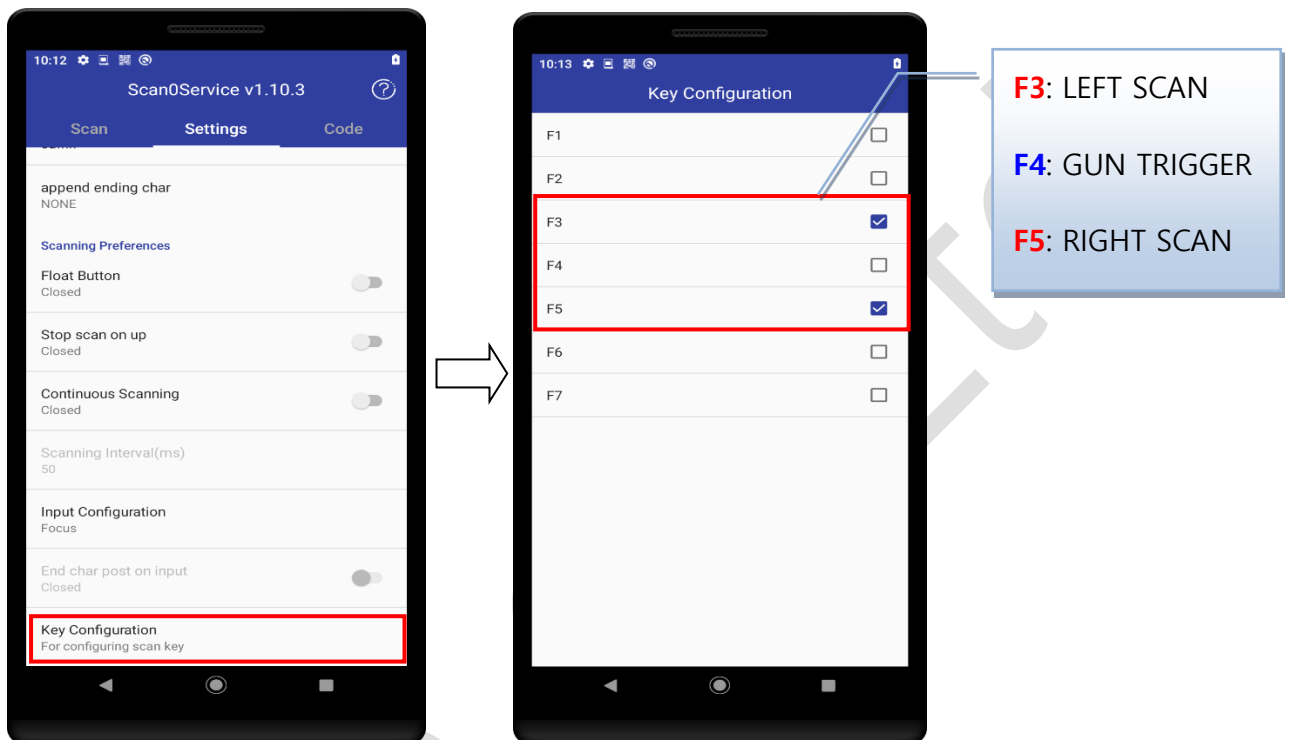 10:12
Scan0Service v1.10.3
Scan Settings Code
append ending char
NONE
Scanning Preferences
Float Button
Closed
Stop scan on up
Closed
Continuous Scanning
Closed
Scanning Interval(ms)
50
Input Configuration
Focus
End char post on input
Closed
Key Configuration
For configuring scan key
10:13
Key Configuration
F1
F2
F3
F4
F5
F6
F7
F3: LEFT SCAN
F4: GUN TRIGGER
F5: RIGHT SCAN